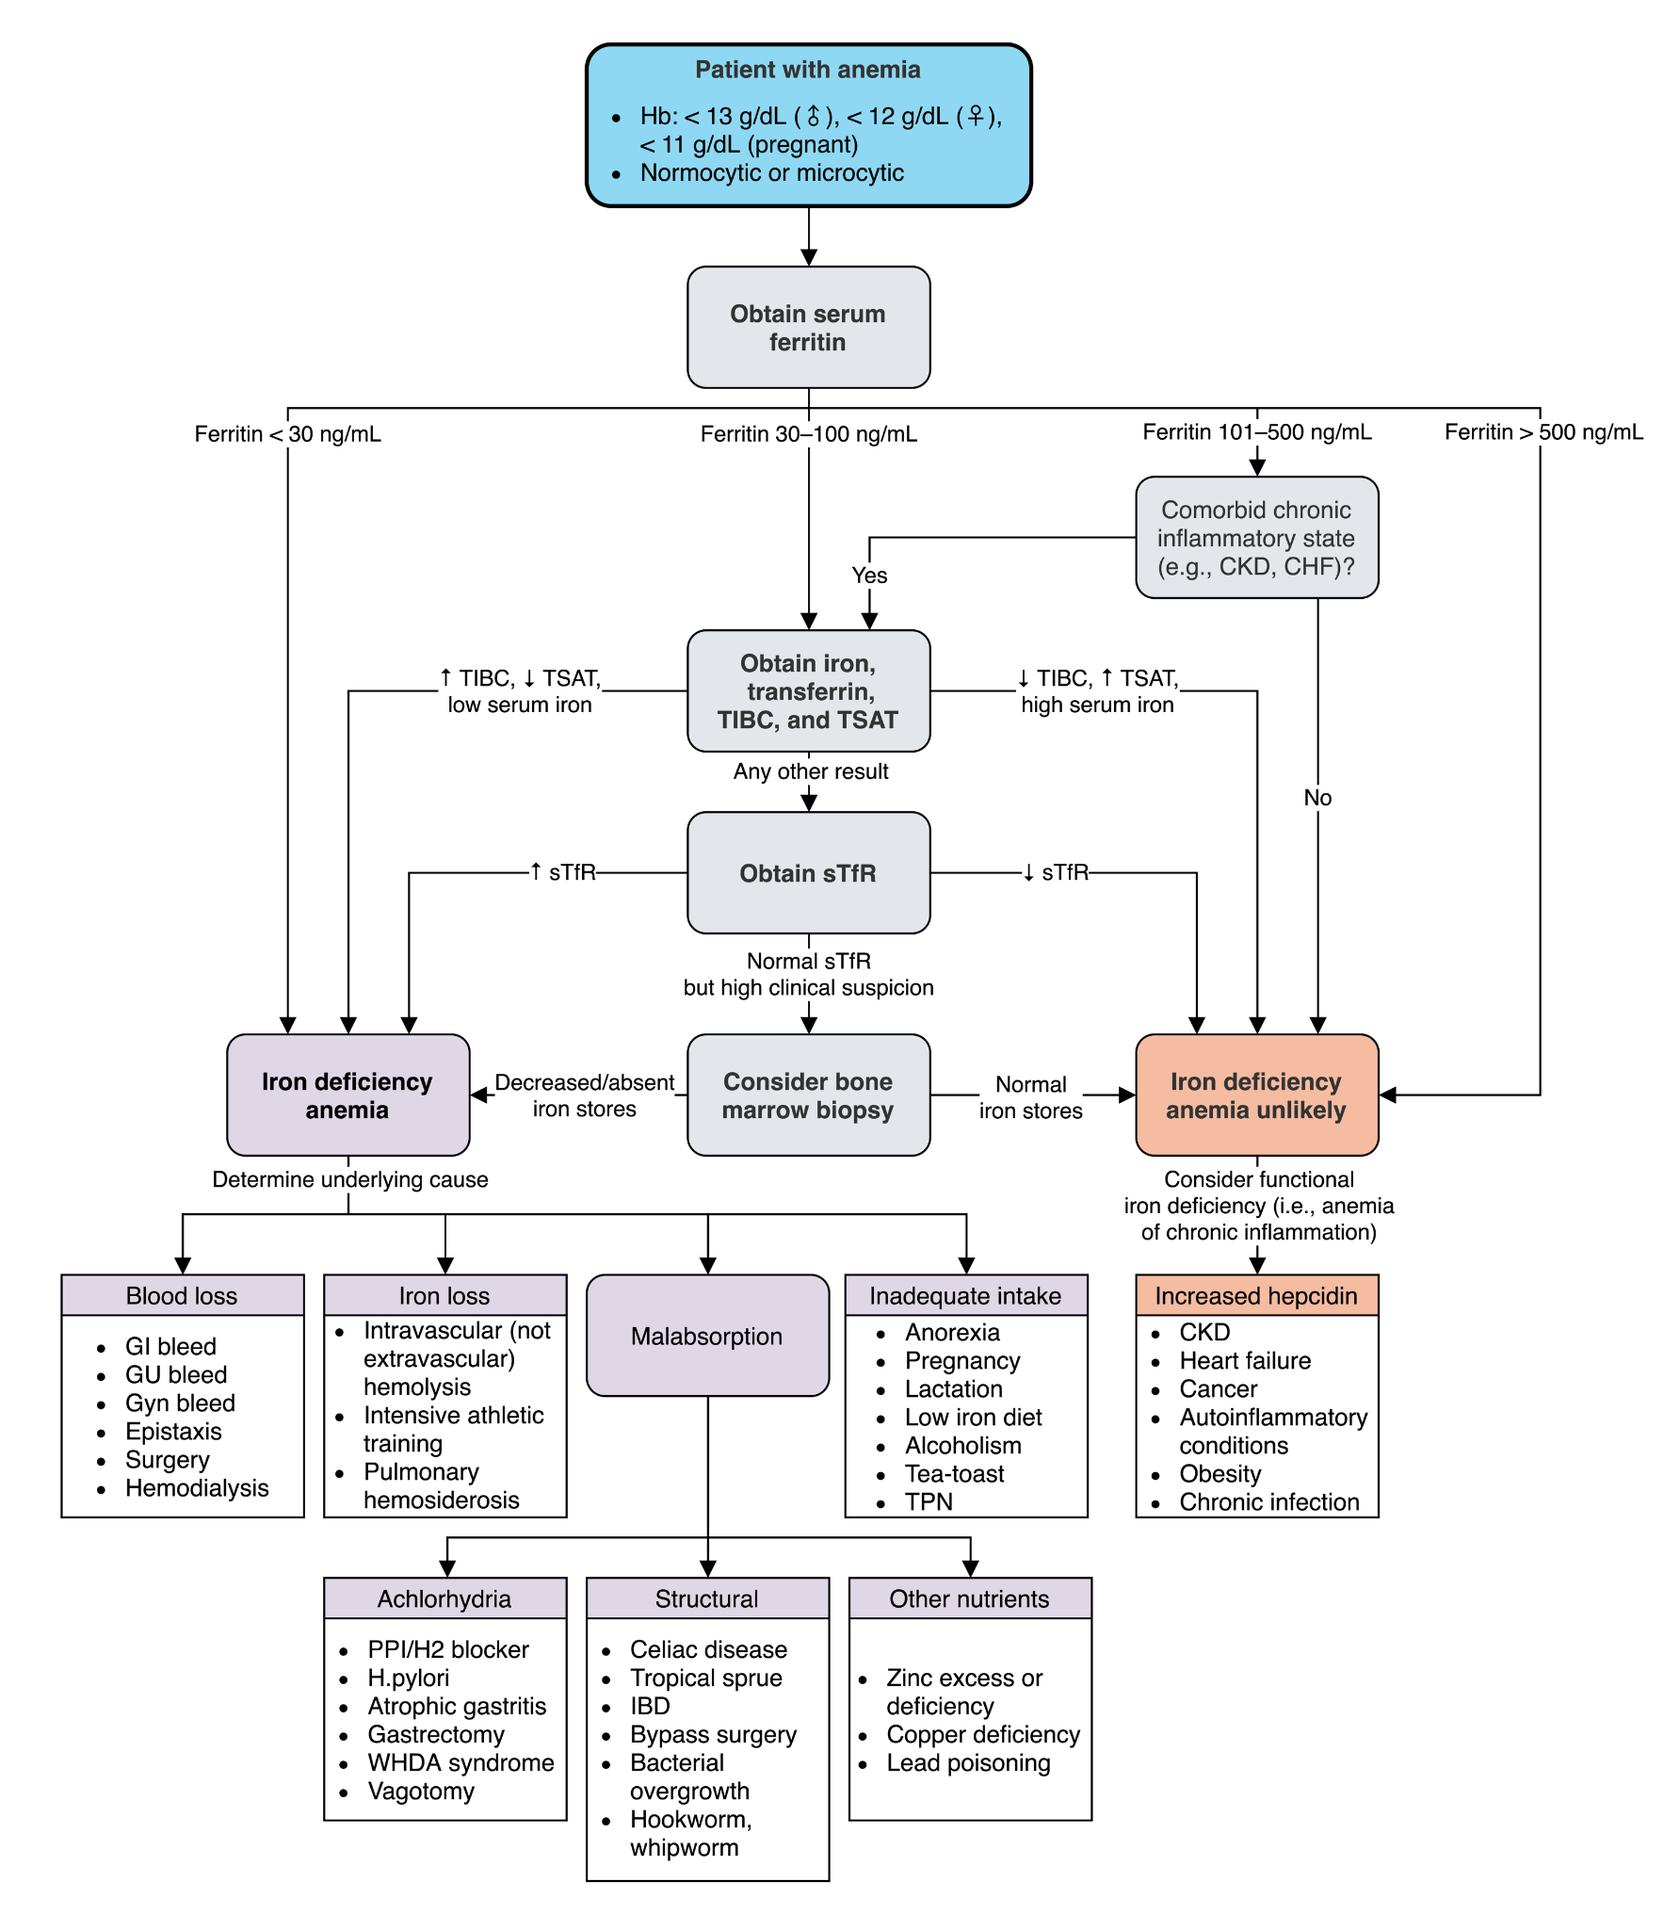 Patient with anemia
• Hb: < 13 g/dL (♂), < 12 g/dL (♀),
< 11 g/dL (pregnant)
• Normocytic or microcytic
Obtain serum
ferritin
Ferritin < 30 ng/mL
Ferritin 30–100 ng/mL
Ferritin 101–500 ng/mL
Ferritin > 500 ng/mL
Comorbid chronic
inflammatory state
(e.g., CKD, CHF)?
Yes
No
Obtain iron,
transferrin,
TIBC, and TSAT
↑ TIBC, ↓ TSAT,
low serum iron
↓ TIBC, ↑ TSAT,
high serum iron
Any other result
Obtain sTfR
↑ sTfR
↓ sTfR
Normal sTfR
but high clinical suspicion
Iron deficiency
anemia
Decreased/absent
iron stores
Consider bone
marrow biopsy
Normal
iron stores
Iron deficiency
anemia unlikely
Determine underlying cause
Consider functional
iron deficiency (i.e., anemia
of chronic inflammation)
Blood loss
• GI bleed
• GU bleed
• Gyn bleed
• Epistaxis
• Surgery
• Hemodialysis
Iron loss
• Intravascular (not
extravascular)
hemolysis
• Intensive athletic
training
• Pulmonary
hemosiderosis
Malabsorption
Inadequate intake
• Anorexia
• Pregnancy
• Lactation
• Low iron diet
• Alcoholism
• Tea-toast
• TPN
Increased hepcidin
• CKD
• Heart failure
• Cancer
• Autoinflammatory
conditions
• Obesity
• Chronic infection
Achlorhydria
• PPI/H2 blocker
• H.pylori
• Atrophic gastritis
• Gastrectomy
• WHDA syndrome
• Vagotomy
Structural
• Celiac disease
• Tropical sprue
• IBD
• Bypass surgery
• Bacterial
overgrowth
• Hookworm,
whipworm
Other nutrients
• Zinc excess or
deficiency
• Copper deficiency
• Lead poisoning